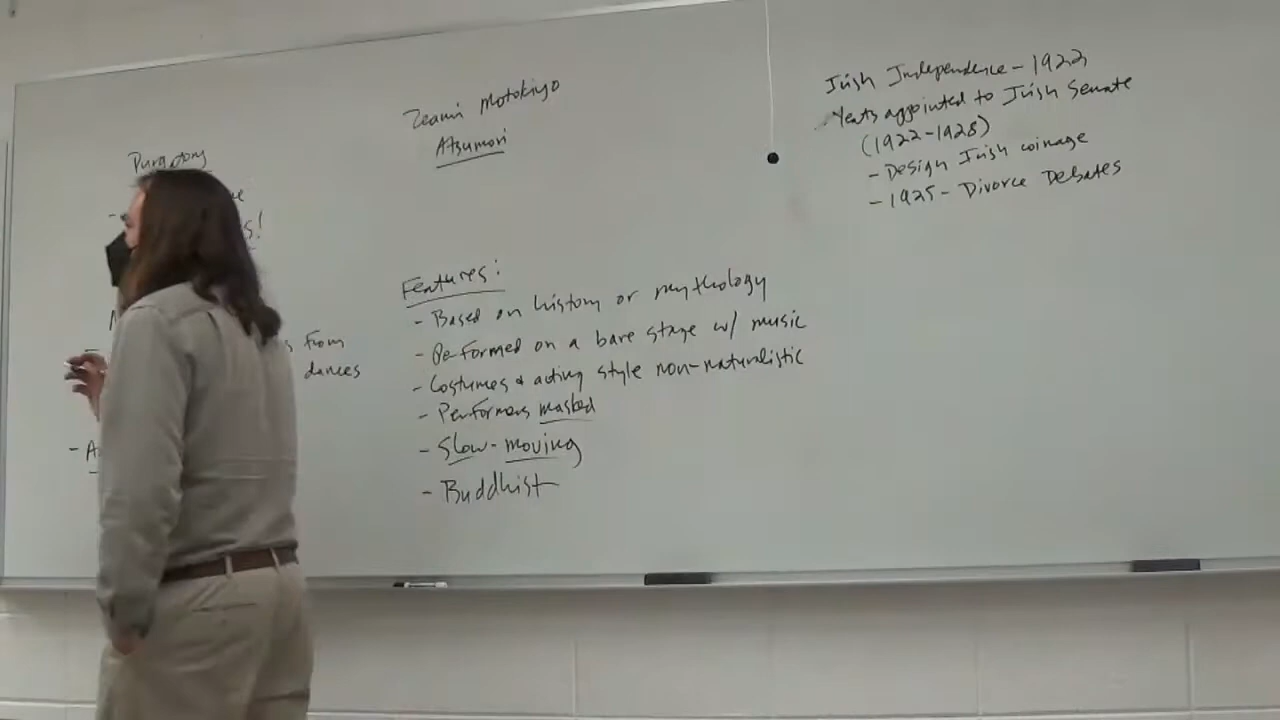 Purgatory
s!
s from
dances
- A
Zeami Motokiyo
Atsumori
Features:
- Based on history or mythology
- Performed on a bare stage w/ music
- Costumes & acting style non-naturalistic
- Performers masked
- Slow-moving
- Buddhist
Irish Independence - 1922
Yeats appointed to Irish Senate
(1922-1928)
- Design Irish coinage
- 1925 - Divorce Debates